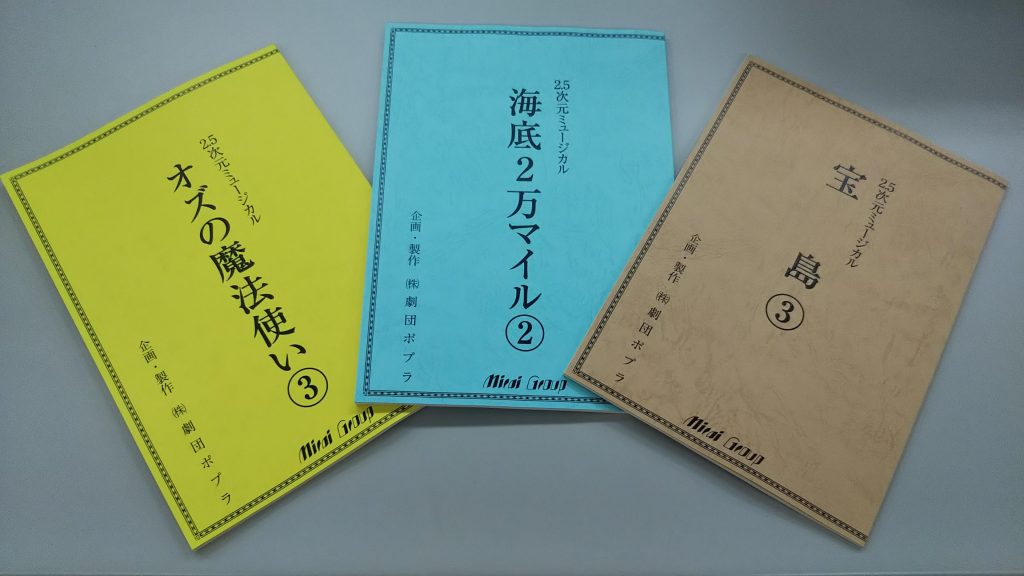 2.5次元ミュージカル
オズの魔法使い③
企画・製作 ㈱劇団ポプラ
Mirai Group
2.5次元ミュージカル
海底2万マイル②
企画・製作 ㈱劇団ポプラ
Mirai Group
2.5次元ミュージカル
宝島③
企画・製作 ㈱劇団ポプラ
Mirai Group